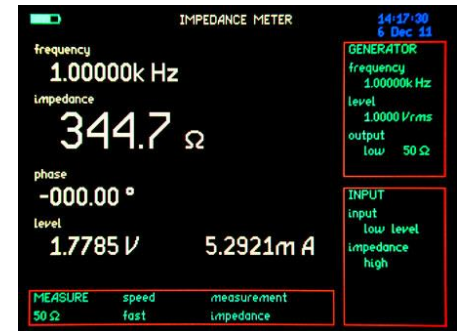 IMPEDANCE METER
14:17:30
6 Dec 11
frequency
1.00000k Hz
impedance
344.7 Ω
phase
-000.00 °
level
1.7785 V 5.2921m A
GENERATOR
frequency
1.00000k Hz
level
1.0000 Vrms
output
low 50 Ω
INPUT
input
low level
impedance
high
MEASURE speed measurement
50 Ω fast impedance